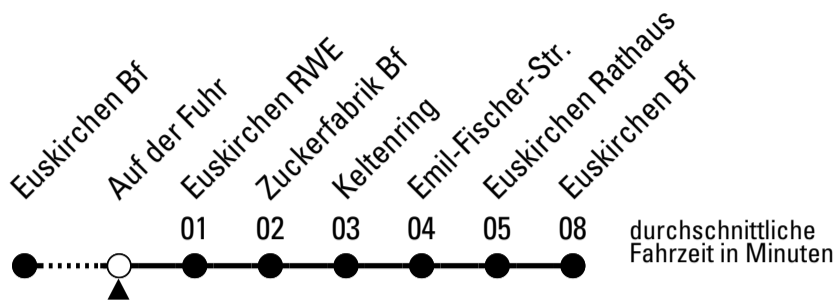 Euskirchen Bf
Auf der Fuhr
Euskirchen RWE
Zuckerfabrik Bf
Keltenring
Emil-Fischer-Str.
Euskirchen Rathaus
Euskirchen Bf
01 02 03 04 05 08
durchschnittliche
Fahrzeit in Minuten